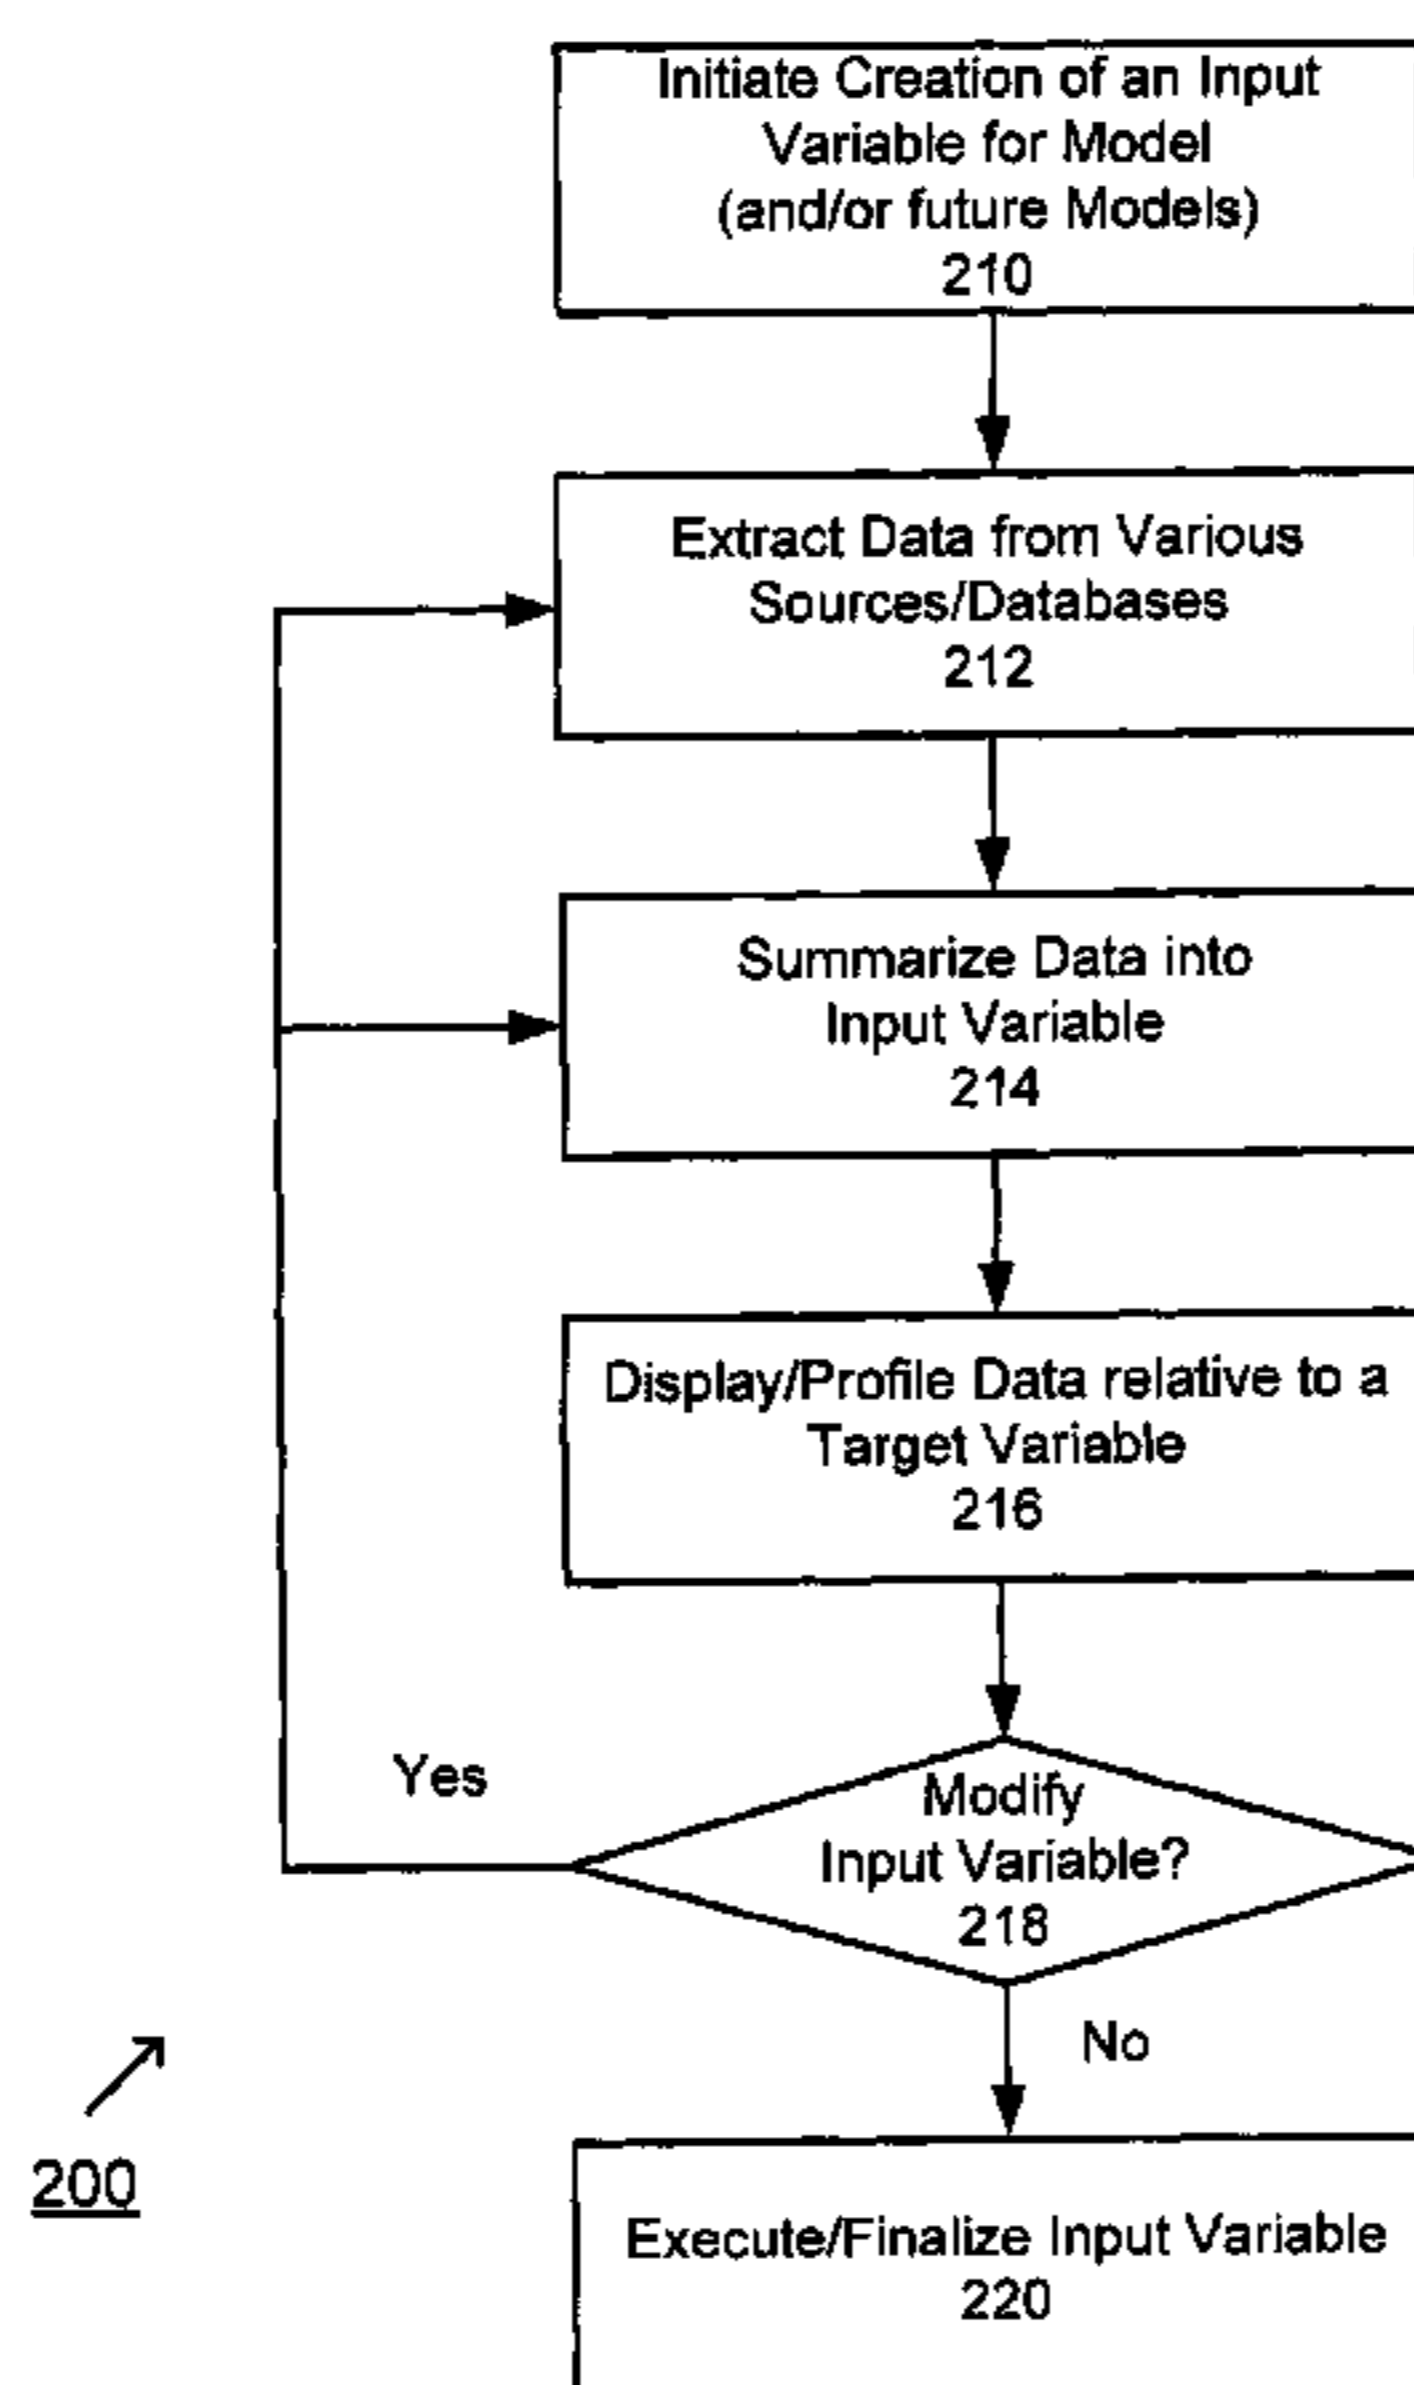 Initiate Creation of an Input
Variable for Model
(and/or future Models)
210
Extract Data from Various
Sources/Databases
212
Summarize Data into
Input Variable
214
Display/Profile Data relative to a
Target Variable
216
Yes
Modify
Input Variable?
218
No
200
Execute/Finalize Input Variable
220